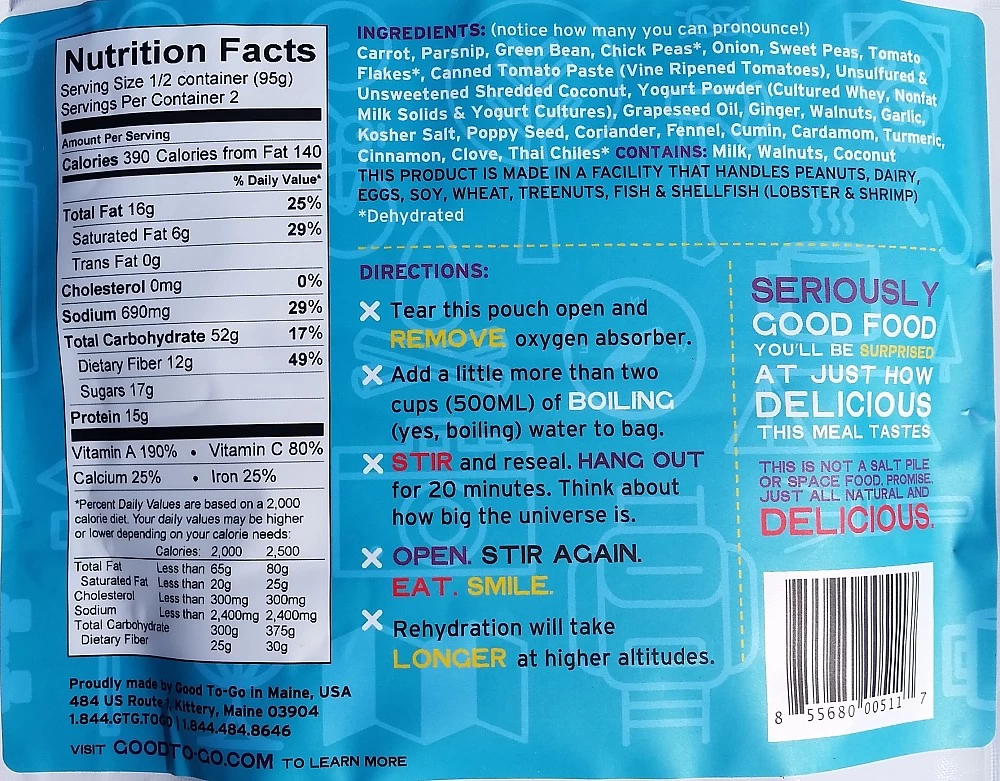 Nutrition Facts
Serving Size 1/2 container (95g)
Servings Per Container 2
Amount Per Serving
Calories 390 Calories from Fat 140
% Daily Value*
Total Fat 16g 25%
Saturated Fat 6g 29%
Trans Fat 0g
Cholesterol 0mg 0%
Sodium 690mg 29%
Total Carbohydrate 52g 17%
Dietary Fiber 12g 49%
Sugars 17g
Protein 15g
Vitamin A 190% • Vitamin C 80%
Calcium 25% • Iron 25%
*Percent Daily Values are based on a 2,000
calorie diet. Your daily values may be higher
or lower depending on your calorie needs:
Calories: 2,000 2,500
Total Fat Less than 65g 80g
Saturated Fat Less than 20g 25g
Cholesterol Less than 300mg 300mg
Sodium Less than 2,400mg 2,400mg
Total Carbohydrate 300g 375g
Dietary Fiber 25g 30g
Proudly made by Good To-Go in Maine, USA
484 US Route 1, Kittery, Maine 03904
1.844.GTG.TOGO | 1.844.484.8646
VISIT GOODTO-GO.COM TO LEARN MORE
INGREDIENTS: (notice how many you can pronounce!)
Carrot, Parsnip, Green Bean, Chick Peas*, Onion, Sweet Peas, Tomato
Flakes*, Canned Tomato Paste (Vine Ripened Tomatoes), Unsulfured &
Unsweetened Shredded Coconut, Yogurt Powder (Cultured Whey, Nonfat
Milk Solids & Yogurt Cultures), Grapeseed Oil, Ginger, Walnuts, Garlic,
Kosher Salt, Poppy Seed, Coriander, Fennel, Cumin, Cardamom, Turmeric,
Cinnamon, Clove, Thai Chiles* CONTAINS: Milk, Walnuts, Coconut
THIS PRODUCT IS MADE IN A FACILITY THAT HANDLES PEANUTS, DAIRY,
EGGS, SOY, WHEAT, TREENUTS, FISH & SHELLFISH (LOBSTER & SHRIMP)
*Dehydrated
DIRECTIONS:
Tear this pouch open and
REMOVE oxygen absorber.
Add a little more than two
cups (500ML) of BOILING
(yes, boiling) water to bag.
STIR and reseal. HANG OUT
for 20 minutes. Think about
how big the universe is.
OPEN. STIR AGAIN.
EAT. SMILE.
Rehydration will take
LONGER at higher altitudes.
SERIOUSLY
GOOD FOOD
YOU'LL BE SURPRISED
AT JUST HOW
DELICIOUS
THIS MEAL TASTES
THIS IS NOT A SALT PILE
OR SPACE FOOD. PROMISE.
JUST ALL NATURAL AND
DELICIOUS.
8 55680 00511 7